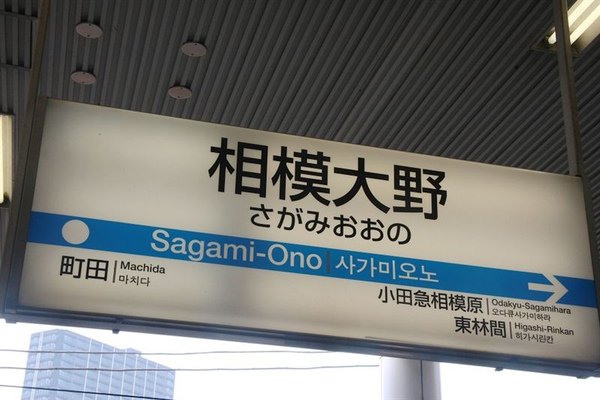 相模大野
さがみおおの
Sagami-Ono | 사가미오노
町田 Machida
마치다
小田急相模原 Odakyu-Sagamihara
오다큐사가미하라
東林間 Higashi-Rinkan
히가시린칸